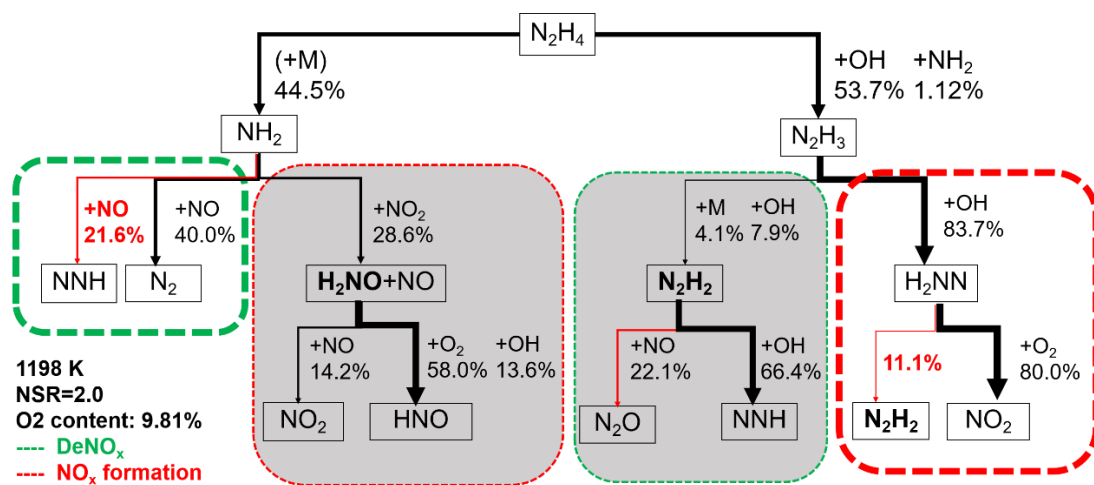 N₂H₄
(+M)
44.5%
+OH +NH₂
53.7% 1.12%
NH₂
N₂H₃
+NO
21.6%
+NO
40.0%
+NO₂
28.6%
+M +OH
4.1% 7.9%
+OH
83.7%
NNH
N₂
H₂NO+NO
N₂H₂
H₂NN
+NO
14.2%
+O₂ +OH
58.0% 13.6%
+NO
22.1%
+OH
66.4%
11.1%
+O₂
80.0%
NO₂
HNO
N₂O
NNH
N₂H₂
NO₂
1198 K
NSR=2.0
O2 content: 9.81%
---- DeNOₓ
---- NOₓ formation